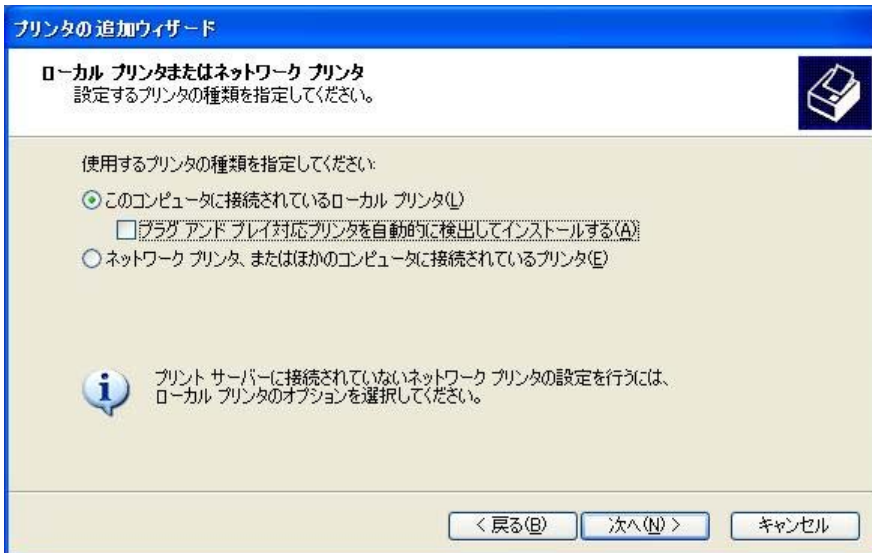 プリンタの追加ウィザード
ローカル プリンタまたはネットワーク プリンタ
設定するプリンタの種類を指定してください。
使用するプリンタの種類を指定してください:
このコンピュータに接続されているローカル プリンタ(L)
プラグ アンド プレイ対応プリンタを自動的に検出してインストールする(A)
ネットワーク プリンタ、またはほかのコンピュータに接続されているプリンタ(E)
プリント サーバーに接続されていないネットワーク プリンタの設定を行うには、
ローカル プリンタのオプションを選択してください。
< 戻る(B) 次へ(N) > キャンセル